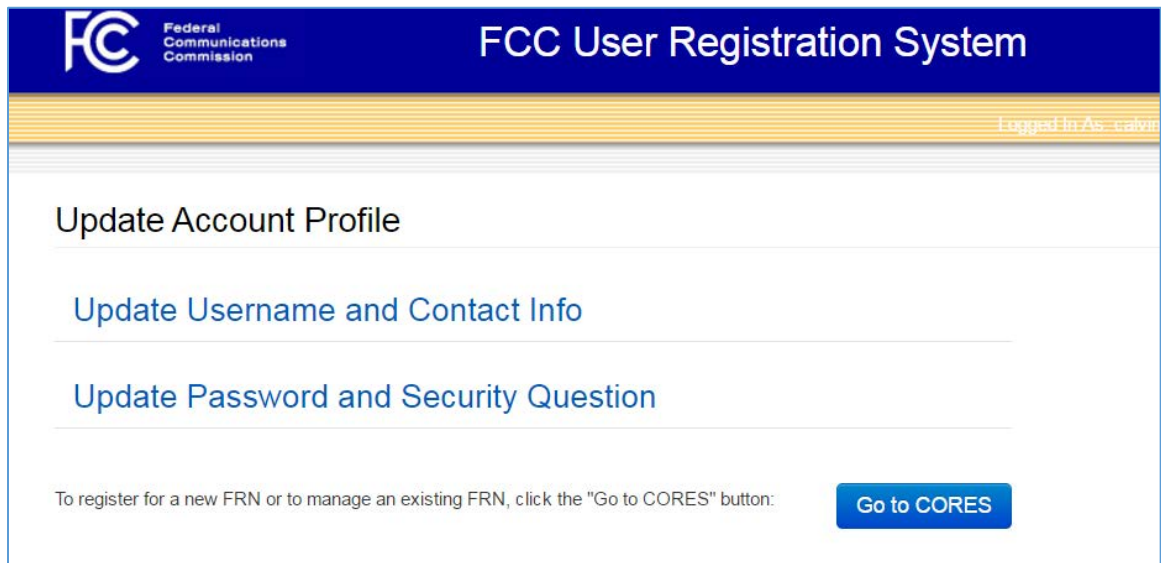 FCC
Federal
Communications
Commission
FCC User Registration System
Logged In As: calvin
Update Account Profile
Update Username and Contact Info
Update Password and Security Question
To register for a new FRN or to manage an existing FRN, click the "Go to CORES" button:
Go to CORES